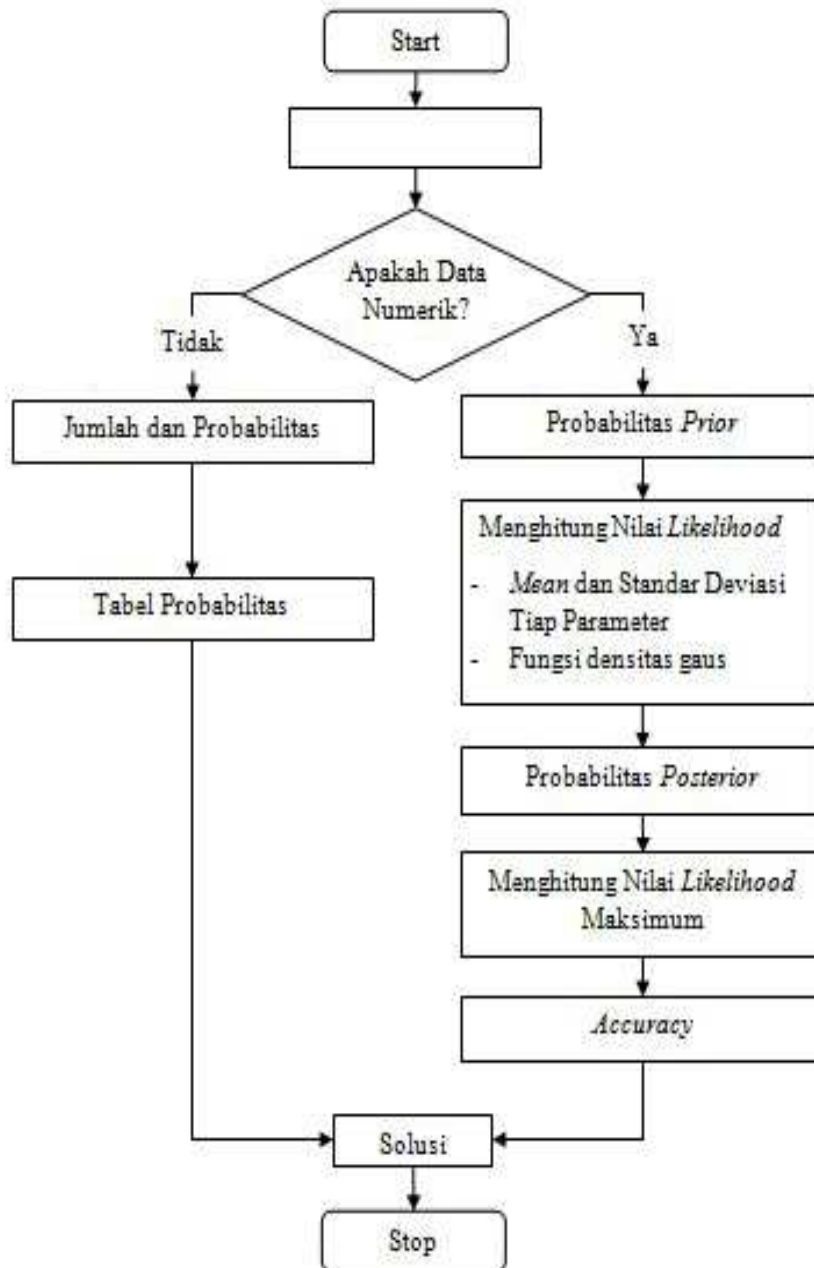 Start
Apakah Data
Numerik?
Tidak
Ya
Jumlah dan Probabilitas
Tabel Probabilitas
Probabilitas Prior
Menghitung Nilai Likelihood
- Mean dan Standar Deviasi
Tiap Parameter
- Fungsi densitas gaus
Probabilitas Posterior
Menghitung Nilai Likelihood
Maksimum
Accuracy
Solusi
Stop